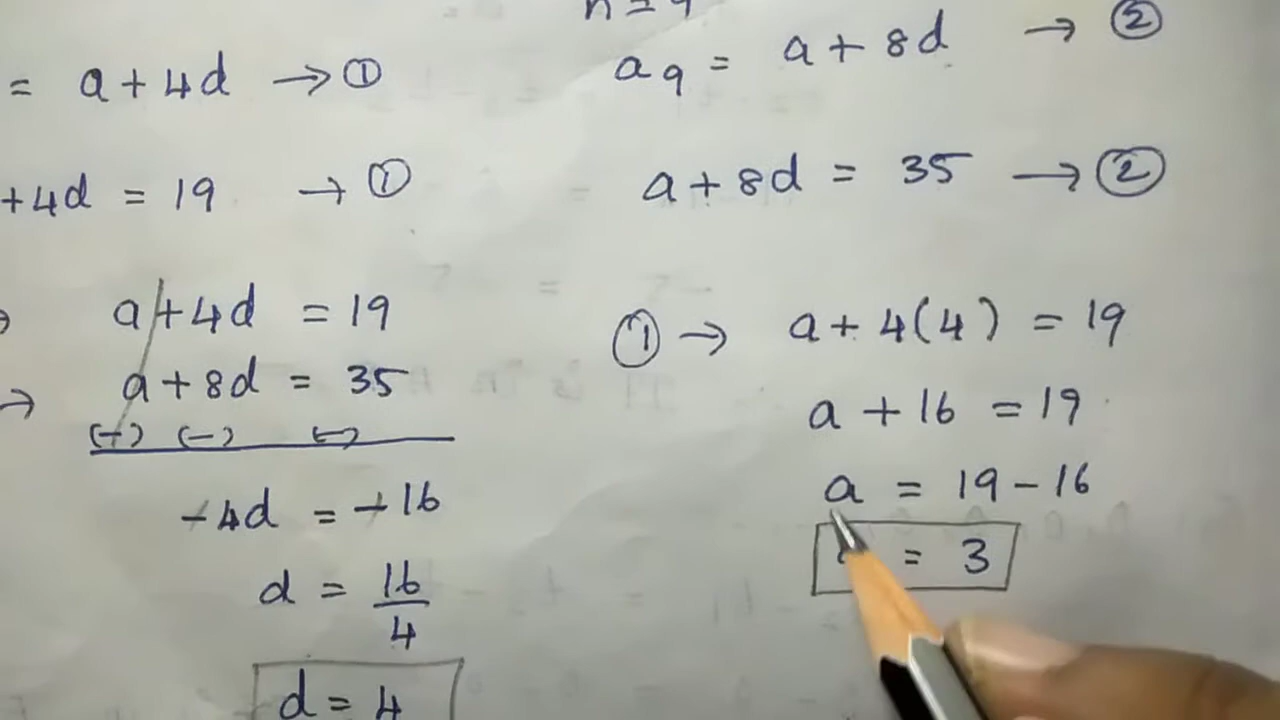 = a + 4d → ①
+4d = 19 → ①
a + 4d = 19
a + 8d = 35
(-) (-) (-)
-4d = -16
d = 16/4
d = 4
n = 9
a9 = a + 8d → ②
a + 8d = 35 → ②
① → a + 4(4) = 19
a + 16 = 19
a = 19 - 16
= 3